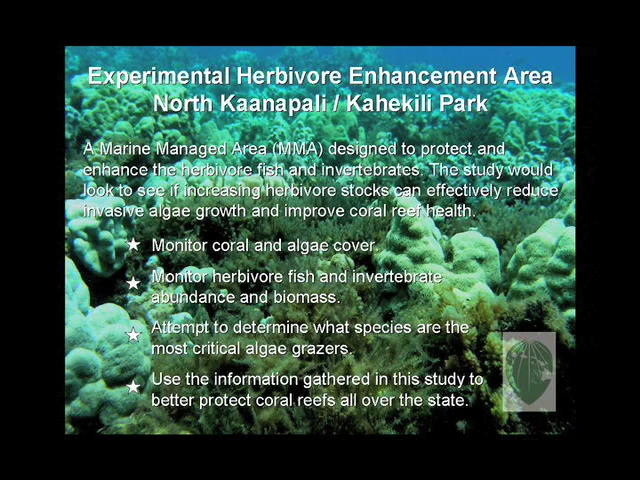 Experimental Herbivore Enhancement Area
North Kaanapali / Kahekili Park
A Marine Managed Area (MMA) designed to protect and
enhance the herbivore fish and invertebrates. The study would
look to see if increasing herbivore stocks can effectively reduce
invasive algae growth and improve coral reef health.
Monitor coral and algae cover.
Monitor herbivore fish and invertebrate
abundance and biomass.
Attempt to determine what species are the
most critical algae grazers.
Use the information gathered in this study to
better protect coral reefs all over the state.